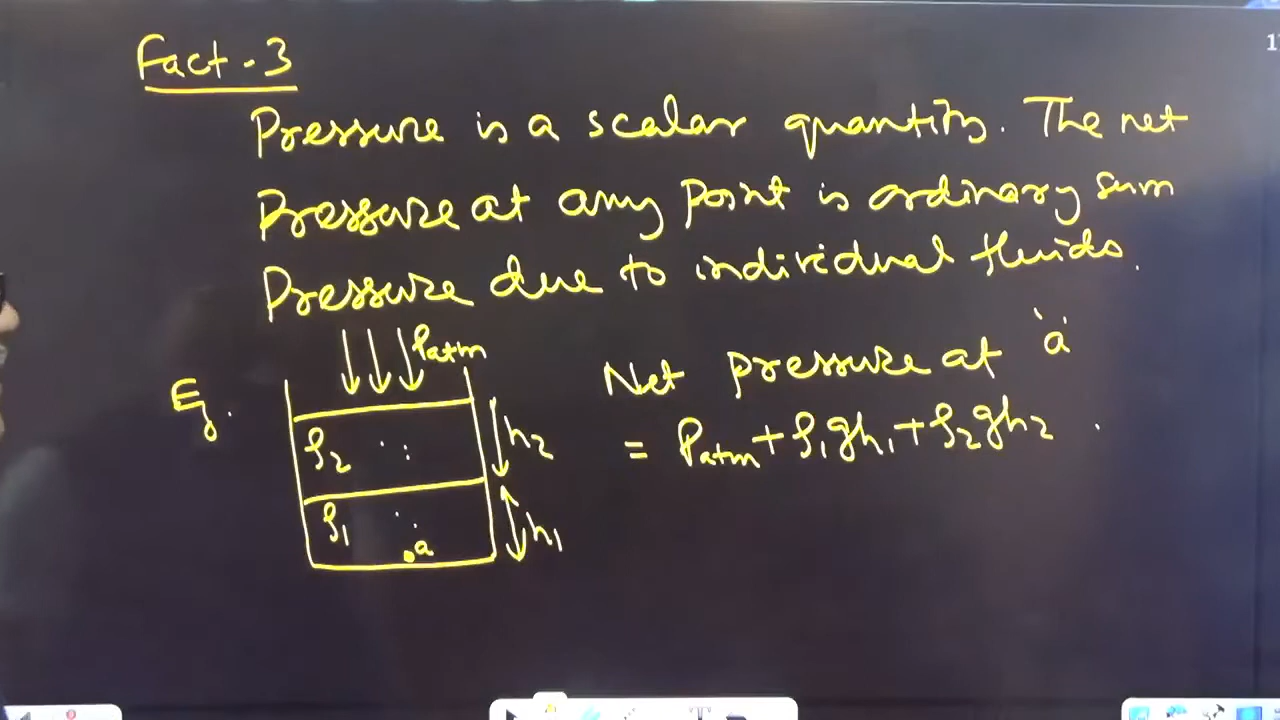 Fact - 3
Pressure is a scalar quantity. The net
Pressure at any point is ordinary sum
Pressure due to individual fluids.
Patm
Net pressure at 'a'
Eg.
= Patm + ρ₁gh₁ + ρ₂gh₂ .
ρ₂
h₂
ρ₁
.a
h₁